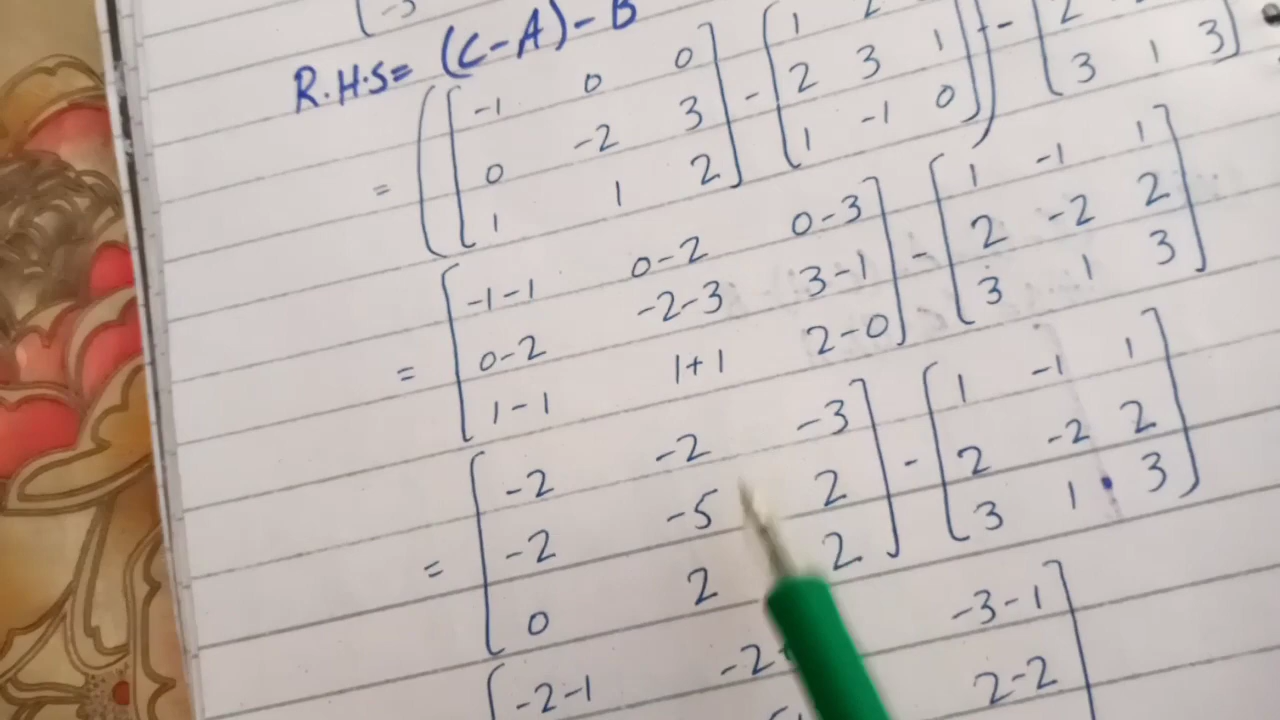 -3
R.H.S = (C-A) - B
= ([-1 0 0] - [1 2
0 -2 3 2 3 1
1 1 2] 1 -1 0]) - [2
3 1 3]
= [-1-1 0-2 0-3 - [1 -1 1
0-2 -2-3 3-1 2 -2 2
1-1 1+1 2-0] 3 1 3]
= [-2 -2 -3 - [1 -1 1
-2 -5 2 2 -2 2
0 2 2] 3 1 3]
[-2-1 -2 -3-1
2-2